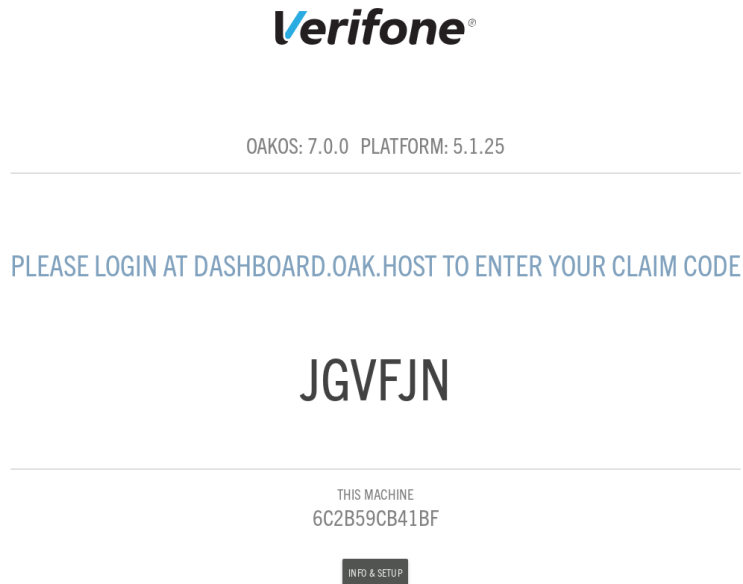 Verifone®
OAKOS: 7.0.0 PLATFORM: 5.1.25
PLEASE LOGIN AT DASHBOARD.OAK.HOST TO ENTER YOUR CLAIM CODE
JGVFJN
THIS MACHINE
6C2B59CB41BF
INFO & SETUP